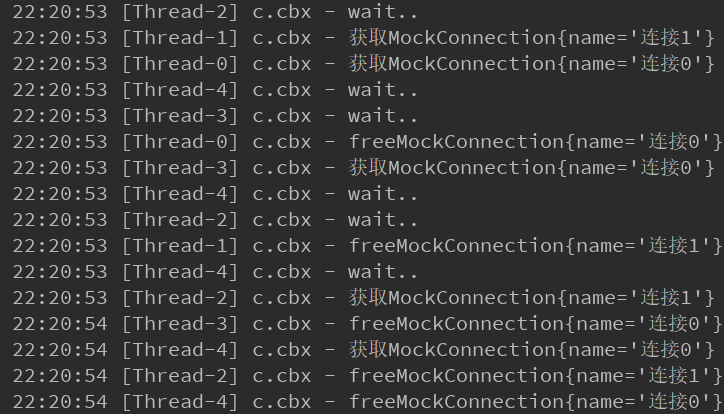 22:20:53 [Thread-2] c.cbx - wait..
22:20:53 [Thread-1] c.cbx - 获取MockConnection{name='连接1'}
22:20:53 [Thread-0] c.cbx - 获取MockConnection{name='连接0'}
22:20:53 [Thread-4] c.cbx - wait..
22:20:53 [Thread-3] c.cbx - wait..
22:20:53 [Thread-0] c.cbx - freeMockConnection{name='连接0'}
22:20:53 [Thread-3] c.cbx - 获取MockConnection{name='连接0'}
22:20:53 [Thread-4] c.cbx - wait..
22:20:53 [Thread-2] c.cbx - wait..
22:20:53 [Thread-1] c.cbx - freeMockConnection{name='连接1'}
22:20:53 [Thread-4] c.cbx - wait..
22:20:53 [Thread-2] c.cbx - 获取MockConnection{name='连接1'}
22:20:54 [Thread-3] c.cbx - freeMockConnection{name='连接0'}
22:20:54 [Thread-4] c.cbx - 获取MockConnection{name='连接0'}
22:20:54 [Thread-2] c.cbx - freeMockConnection{name='连接1'}
22:20:54 [Thread-4] c.cbx - freeMockConnection{name='连接0'}